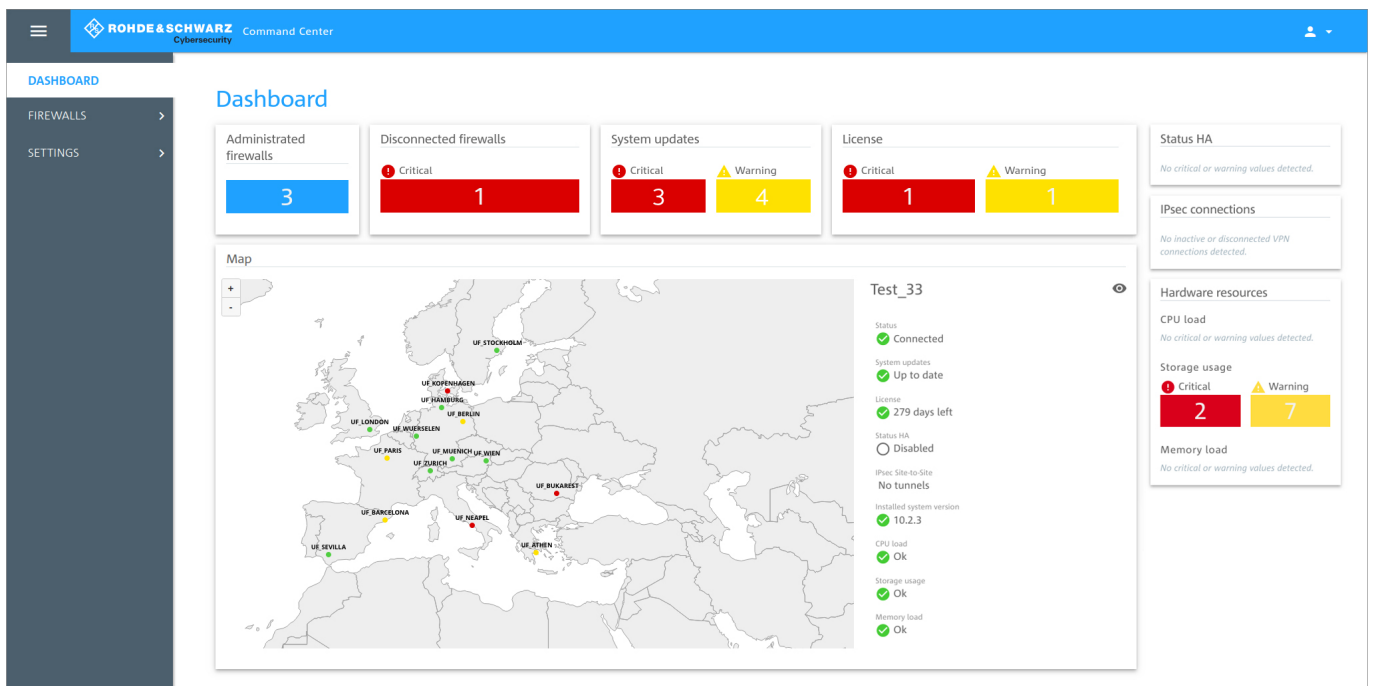 ROHDE&SCHWARZ
Cybersecurity
Command Center
DASHBOARD
FIREWALLS
SETTINGS
Dashboard
Administrated
firewalls
3
Disconnected firewalls
Critical
1
System updates
Critical
Warning
3
4
License
Critical
Warning
1
1
Status HA
No critical or warning values detected.
IPsec connections
No inactive or disconnected VPN
connections detected.
Hardware resources
CPU load
No critical or warning values detected.
Storage usage
Critical
Warning
2
7
Memory load
No critical or warning values detected.
Map
+
-
UF_STOCKHOLM
UF_KOPENHAGEN
UF_HAMBURG
UF_BERLIN
UF_LONDON
UF_WUERSELEN
UF_PARIS
UF_MUENICH
UF_WIEN
UF_ZURICH
UF_BUKAREST
UF_BARCELONA
UF_NEAPEL
UF_SEVILLA
UF_ATHEN
Test_33
Status
Connected
System updates
Up to date
License
279 days left
Status HA
Disabled
IPsec Site-to-Site
No tunnels
Installed system version
10.2.3
CPU load
Ok
Storage usage
Ok
Memory load
Ok